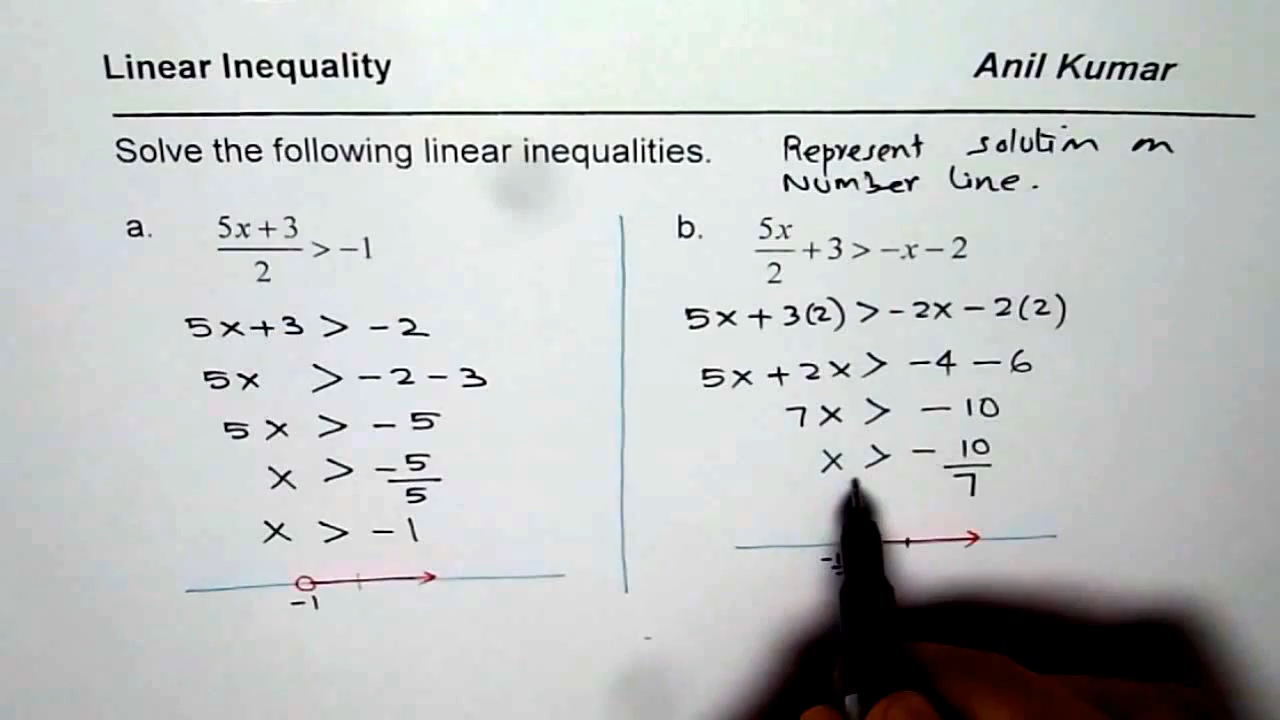 Linear Inequality
Anil Kumar
Solve the following linear inequalities.
Represent solution on
Number line.
a. (5x + 3)/2 > -1
5x+3 > -2
5x > -2 - 3
5x > -5
x > -5/5
x > -1
-1
b. 5x/2 + 3 > -x - 2
5x + 3(2) > -2x - 2(2)
5x + 2x > -4 - 6
7x > -10
x > -10/7